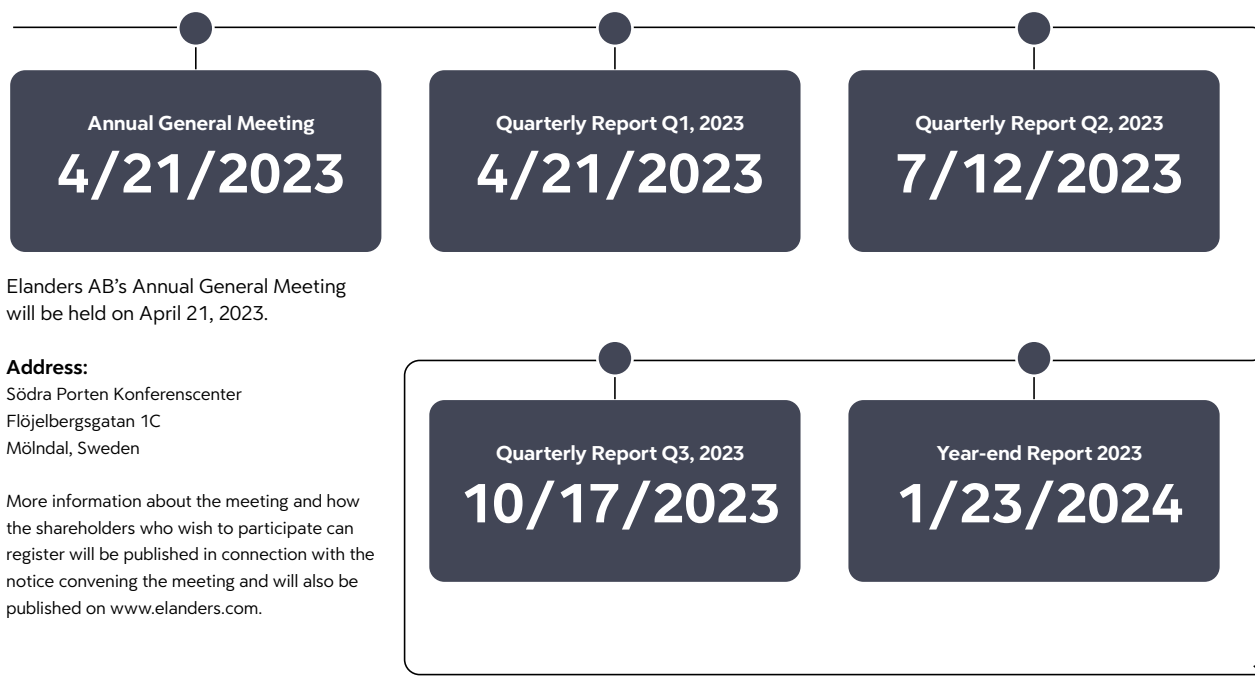 Annual General Meeting
4/21/2023
Quarterly Report Q1, 2023
4/21/2023
Quarterly Report Q2, 2023
7/12/2023
Elanders AB’s Annual General Meeting
will be held on April 21, 2023.
Address:
Södra Porten Konferenscenter
Flöjelbergsgatan 1C
Mölndal, Sweden
More information about the meeting and how
the shareholders who wish to participate can
register will be published in connection with the
notice convening the meeting and will also be
published on www.elanders.com.
Quarterly Report Q3, 2023
10/17/2023
Year-end Report 2023
1/23/2024